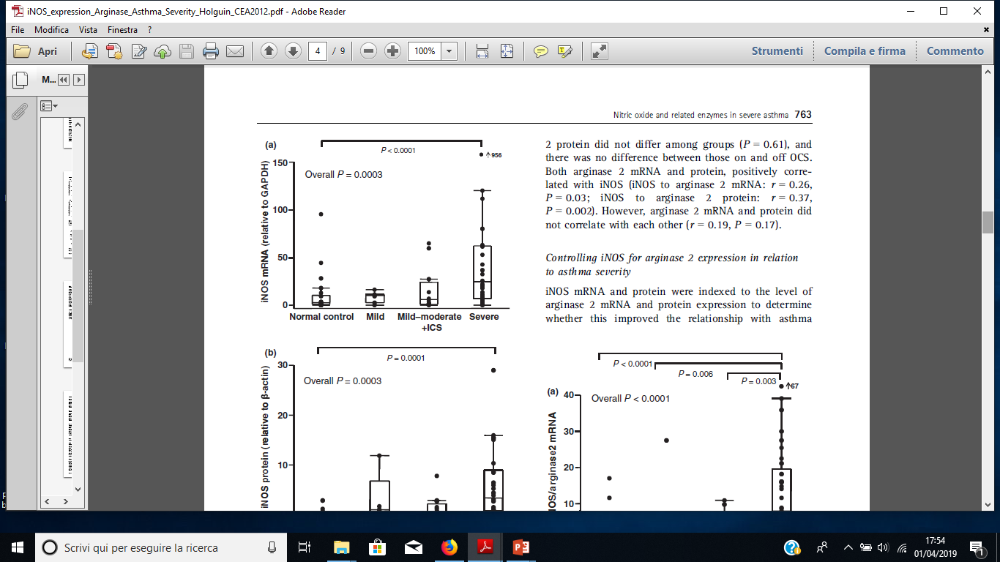 iNOS_expression_Arginase_Asthma_Severity_Holguin_CEA2012.pdf - Adobe Reader
File Modifica Vista Finestra ?
Apri 4 / 9 100% Strumenti Compila e firma Commento
M...
Nitric oxide and related enzymes in severe asthma 763
(a)
P < 0.0001
956
Overall P = 0.0003
iNOS mRNA (relative to GAPDH)
150
100
50
0
Normal control Mild Mild–moderate +ICS Severe
(b)
P = 0.0001
Overall P = 0.0003
iNOS protein (relative to β-actin)
30
20
10
2 protein did not differ among groups (P = 0.61), and
there was no difference between those on and off OCS.
Both arginase 2 mRNA and protein, positively corre-
lated with iNOS (iNOS to arginase 2 mRNA: r = 0.26,
P = 0.03; iNOS to arginase 2 protein: r = 0.37,
P = 0.002). However, arginase 2 mRNA and protein did
not correlate with each other (r = 0.19, P = 0.17).
Controlling iNOS for arginase 2 expression in relation
to asthma severity
iNOS mRNA and protein were indexed to the level of
arginase 2 mRNA and protein expression to determine
whether this improved the relationship with asthma
P < 0.0001
P = 0.006
P = 0.003
67
(a)
Overall P < 0.0001
NOS/arginase2 mRNA
40
30
20
10
Scrivi qui per eseguire la ricerca
17:54
01/04/2019
1